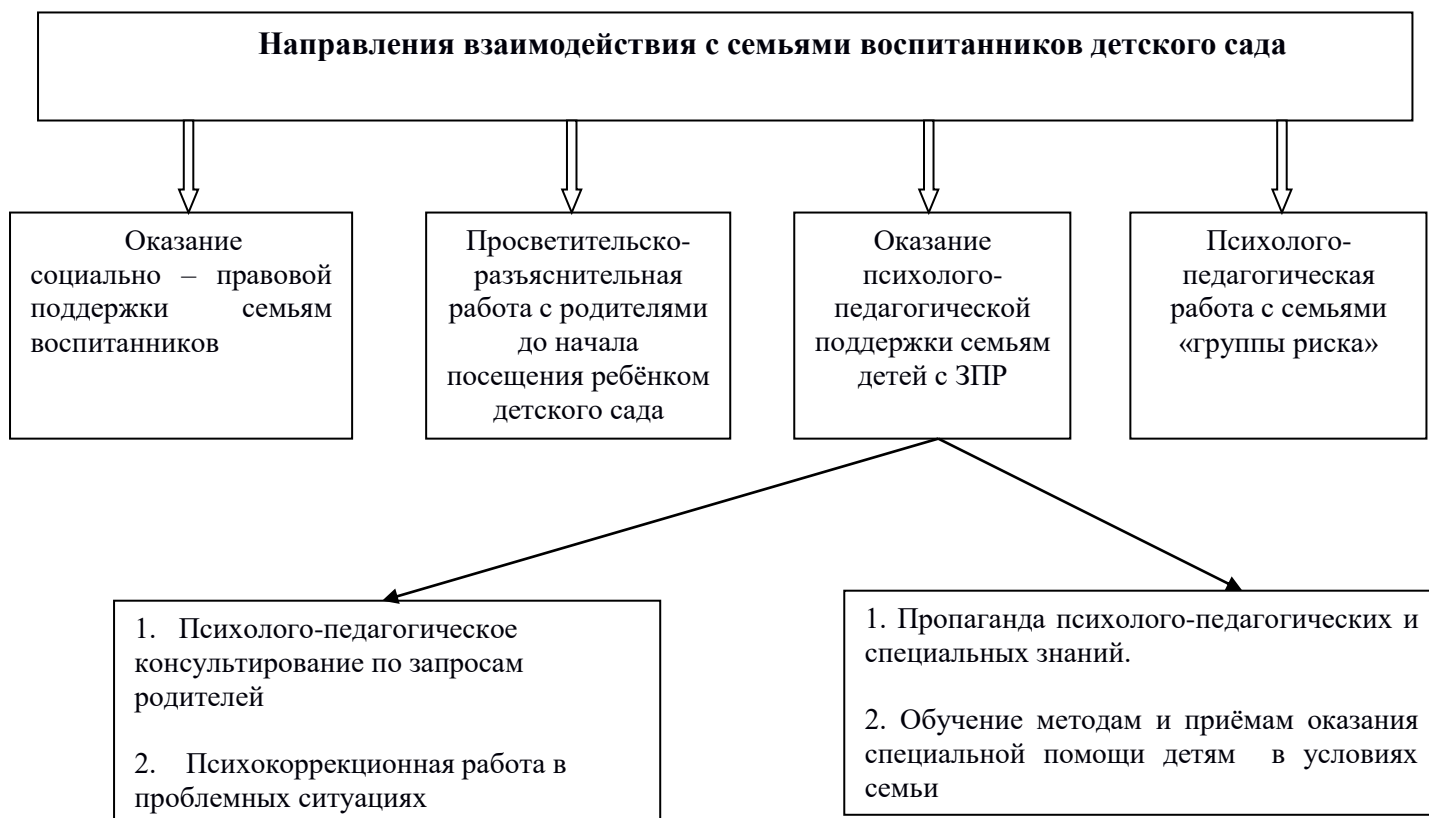 Направления взаимодействия с семьями воспитанников детского сада
Оказание
социально – правовой
поддержки семьям
воспитанников
Просветительско-
разъяснительная
работа с родителями
до начала
посещения ребёнком
детского сада
Оказание
психолого-
педагогической
поддержки семьям
детей с ЗПР
Психолого-
педагогическая
работа с семьями
«группы риска»
1. Психолого-педагогическое
консультирование по запросам
родителей
2. Психокоррекционная работа в
проблемных ситуациях
1. Пропаганда психолого-педагогических и
специальных знаний.
2. Обучение методам и приёмам оказания
специальной помощи детям в условиях
семьи